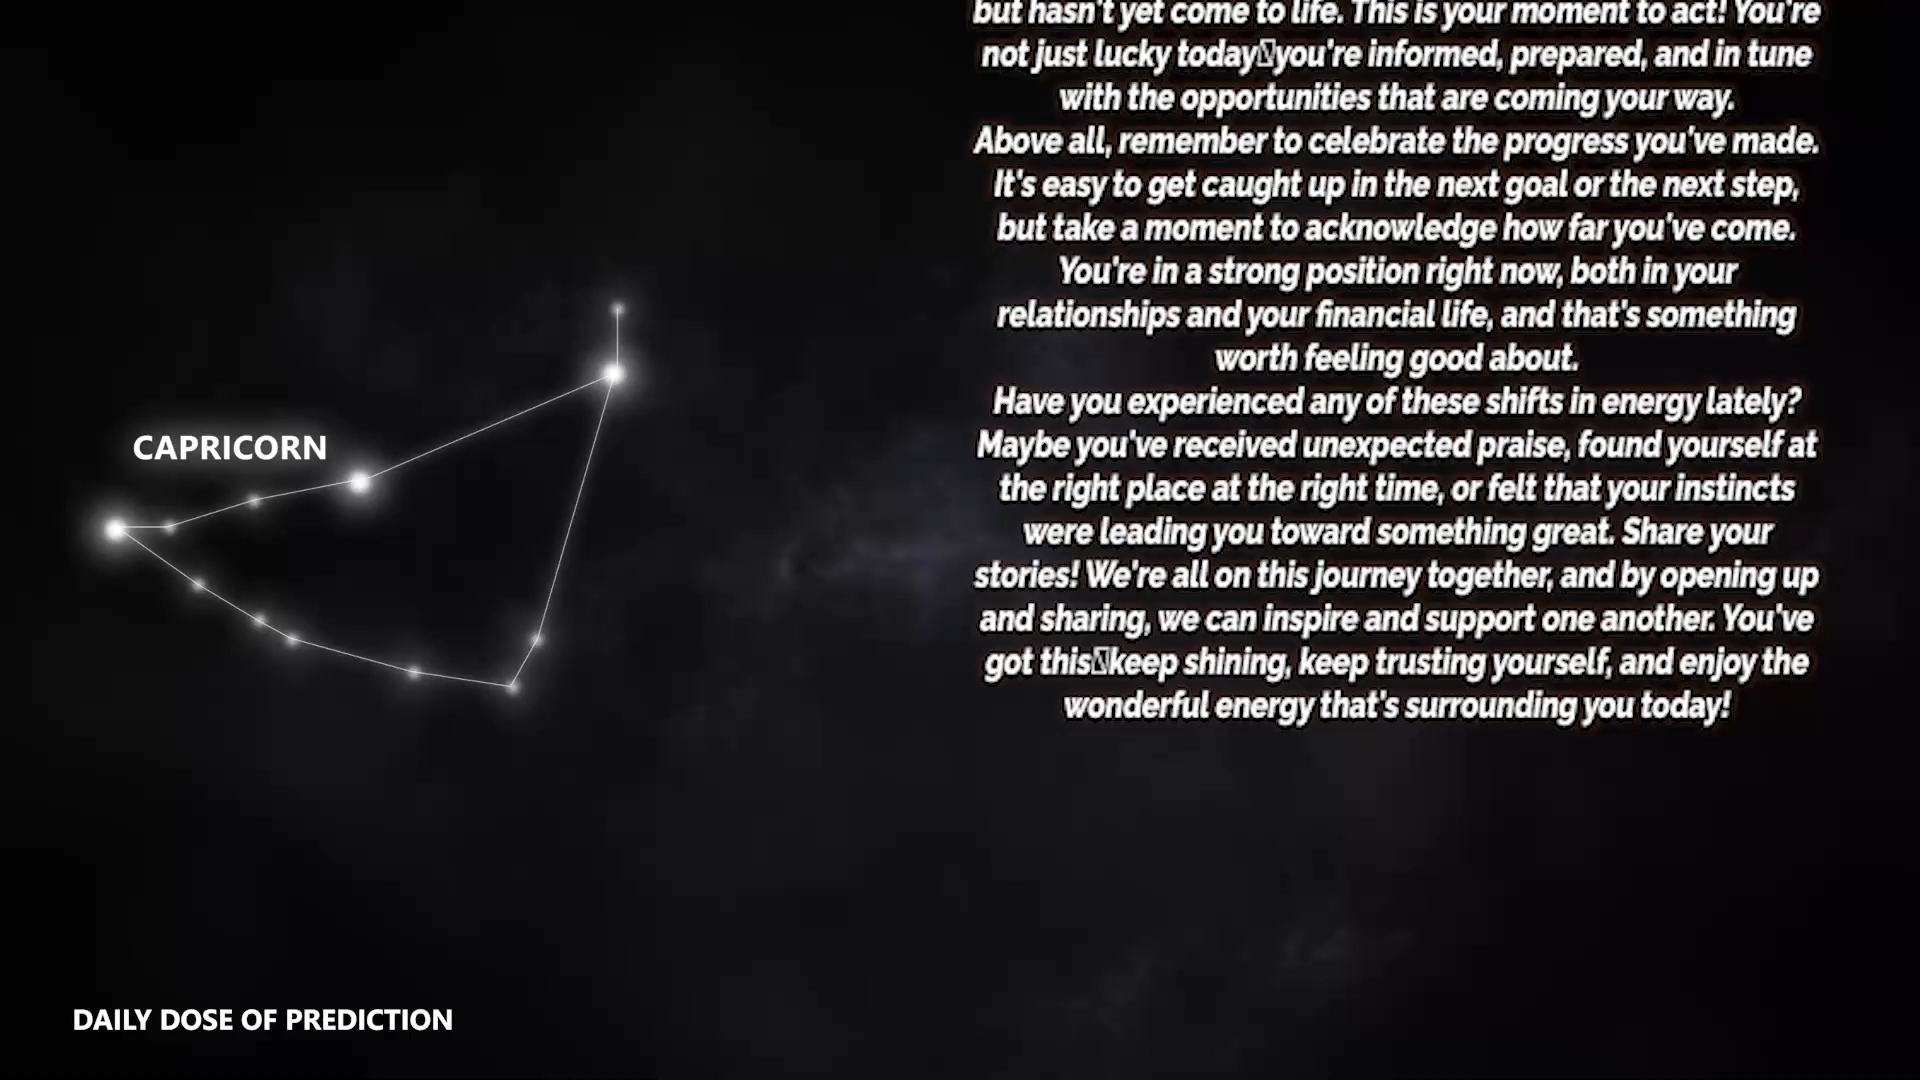 but hasn't yet come to life. This is your moment to act! You're
not just lucky today▯you're informed, prepared, and in tune
with the opportunities that are coming your way.
Above all, remember to celebrate the progress you've made.
It's easy to get caught up in the next goal or the next step,
but take a moment to acknowledge how far you've come.
You're in a strong position right now, both in your
relationships and your financial life, and that's something
worth feeling good about.
Have you experienced any of these shifts in energy lately?
Maybe you've received unexpected praise, found yourself at
the right place at the right time, or felt that your instincts
were leading you toward something great. Share your
stories! We're all on this journey together, and by opening up
and sharing, we can inspire and support one another. You've
got this▯keep shining, keep trusting yourself, and enjoy the
wonderful energy that's surrounding you today!
CAPRICORN
DAILY DOSE OF PREDICTION